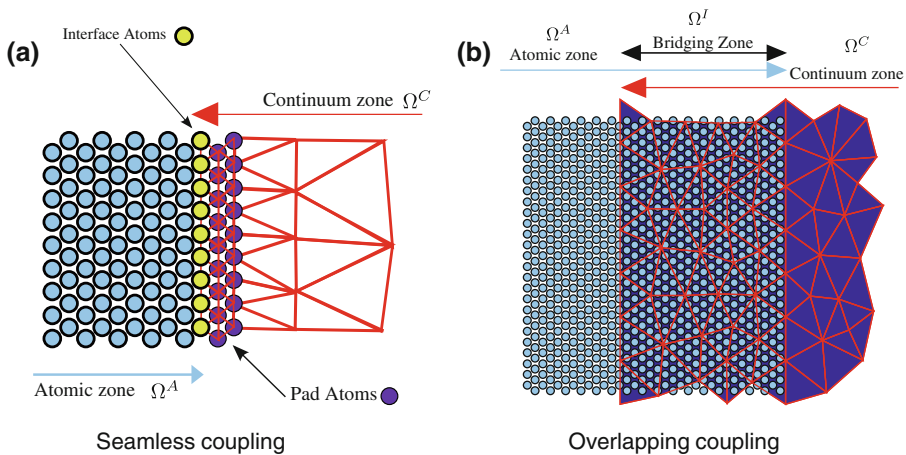 (a)
Interface Atoms
Continuum zone Ω^C
Atomic zone Ω^A
Pad Atoms
Seamless coupling
(b)
Ω^A
Atomic zone
Ω^I
Bridging Zone
Ω^C
Continuum zone
Overlapping coupling